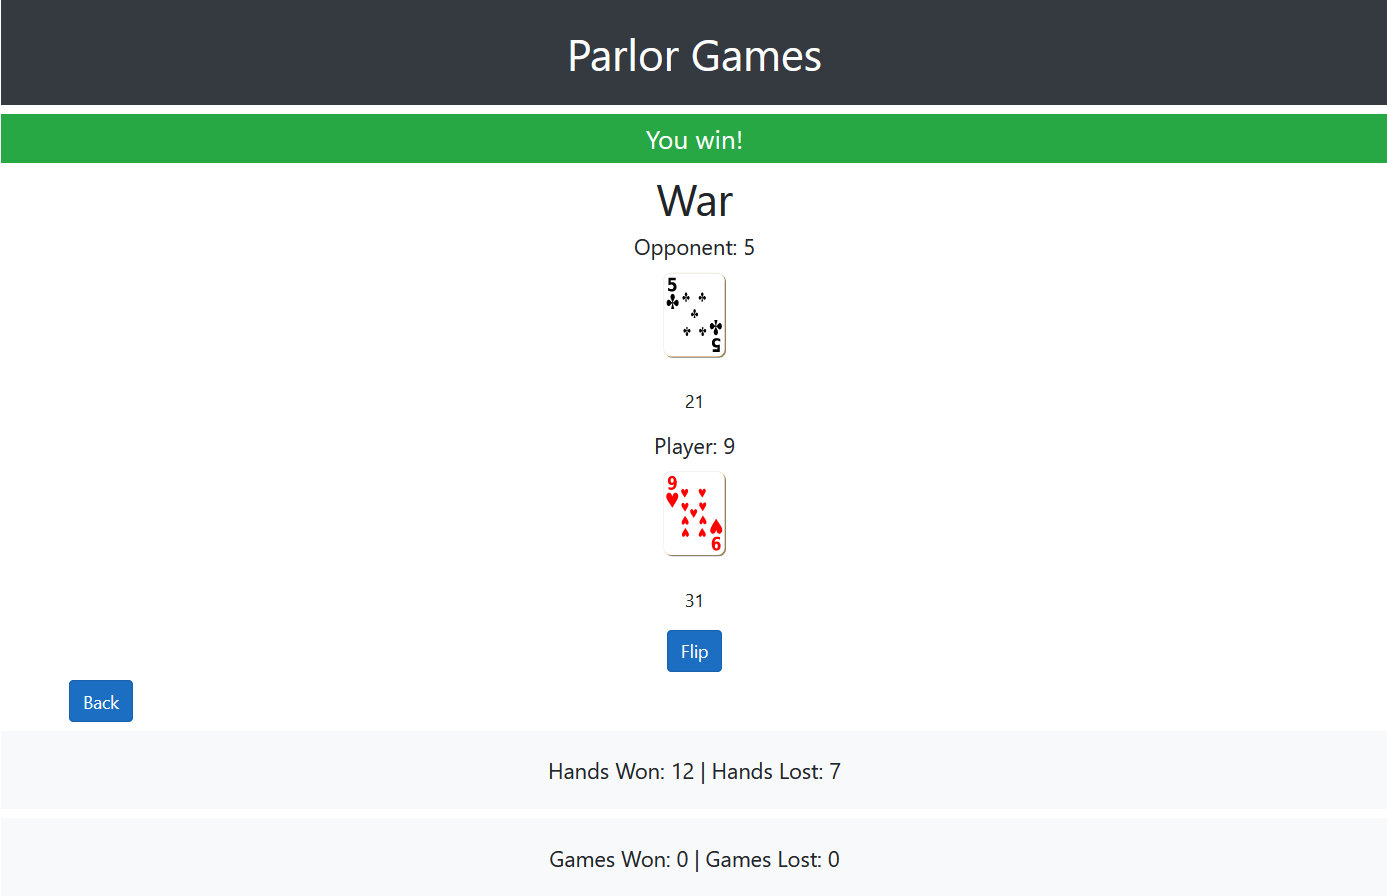 Parlor Games
You win!
War
Opponent: 5
5
5
21
Player: 9
9
9
31
Flip
Back
Hands Won: 12 | Hands Lost: 7
Games Won: 0 | Games Lost: 0